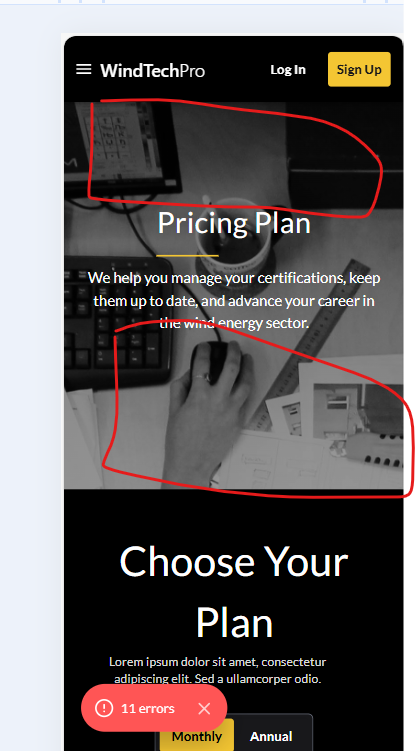 WindTechPro
Log In
Sign Up
Pricing Plan
We help you manage your certifications, keep
them up to date, and advance your career in
the wind energy sector.
Choose Your
Plan
Lorem ipsum dolor sit amet, consectetur
adipiscing elit. Sed a ullamcorper odio.
11 errors
Monthly
Annual